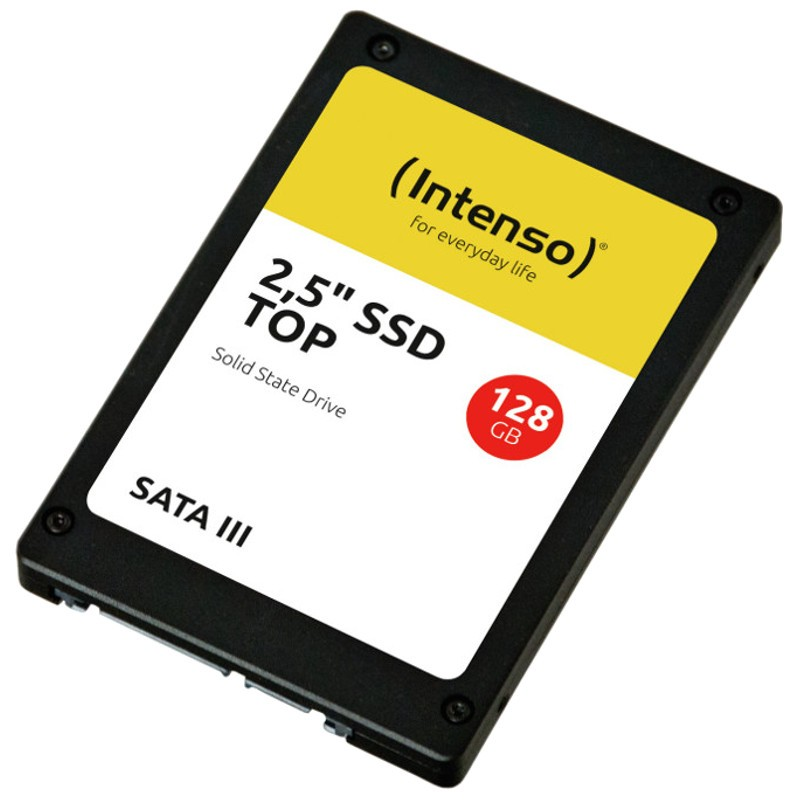 (Intenso)®
For everyday life
2,5" SSD
TOP
Solid State Drive
128
GB
SATA III